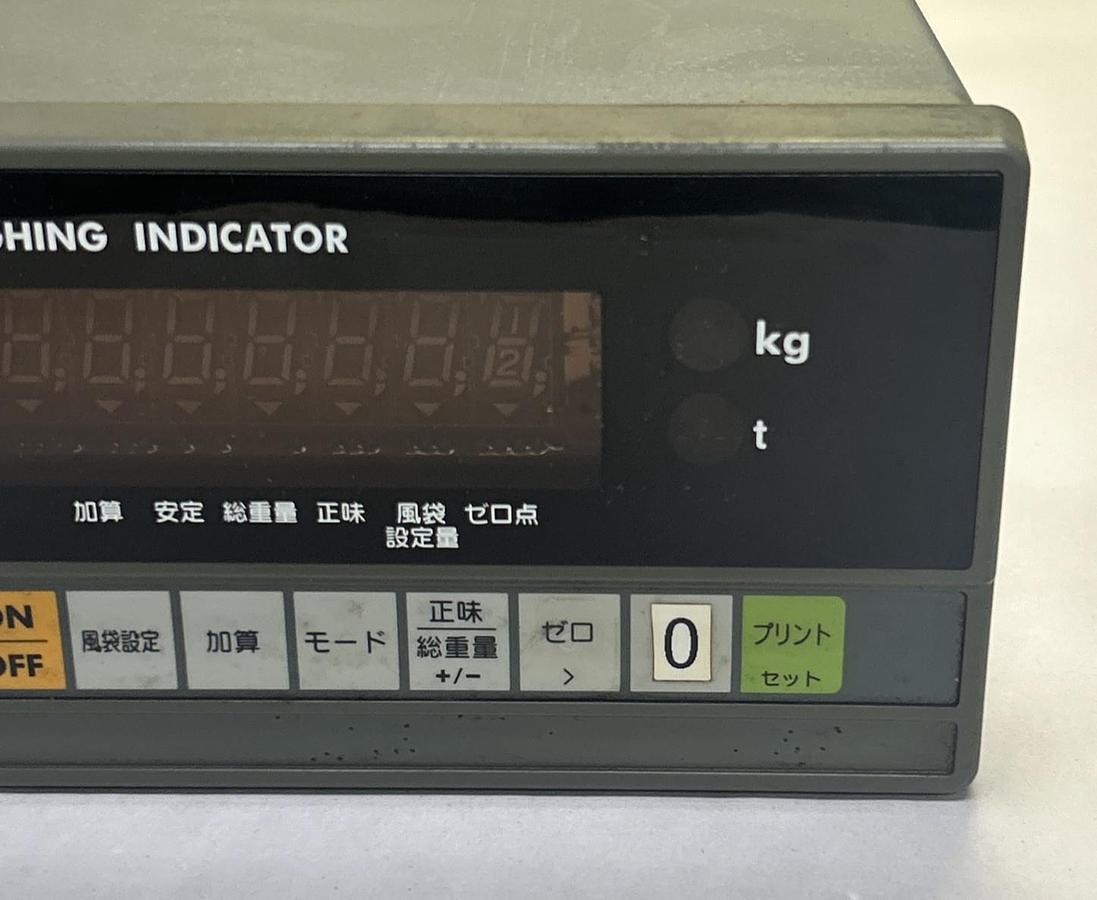 GHING INDICATOR
kg
t
加算 安定 総重量 正味 風袋設定量 ゼロ点
ON
OFF
風袋設定
加算
モード
正味
総重量
+/−
ゼロ
>
0
プリント
セット